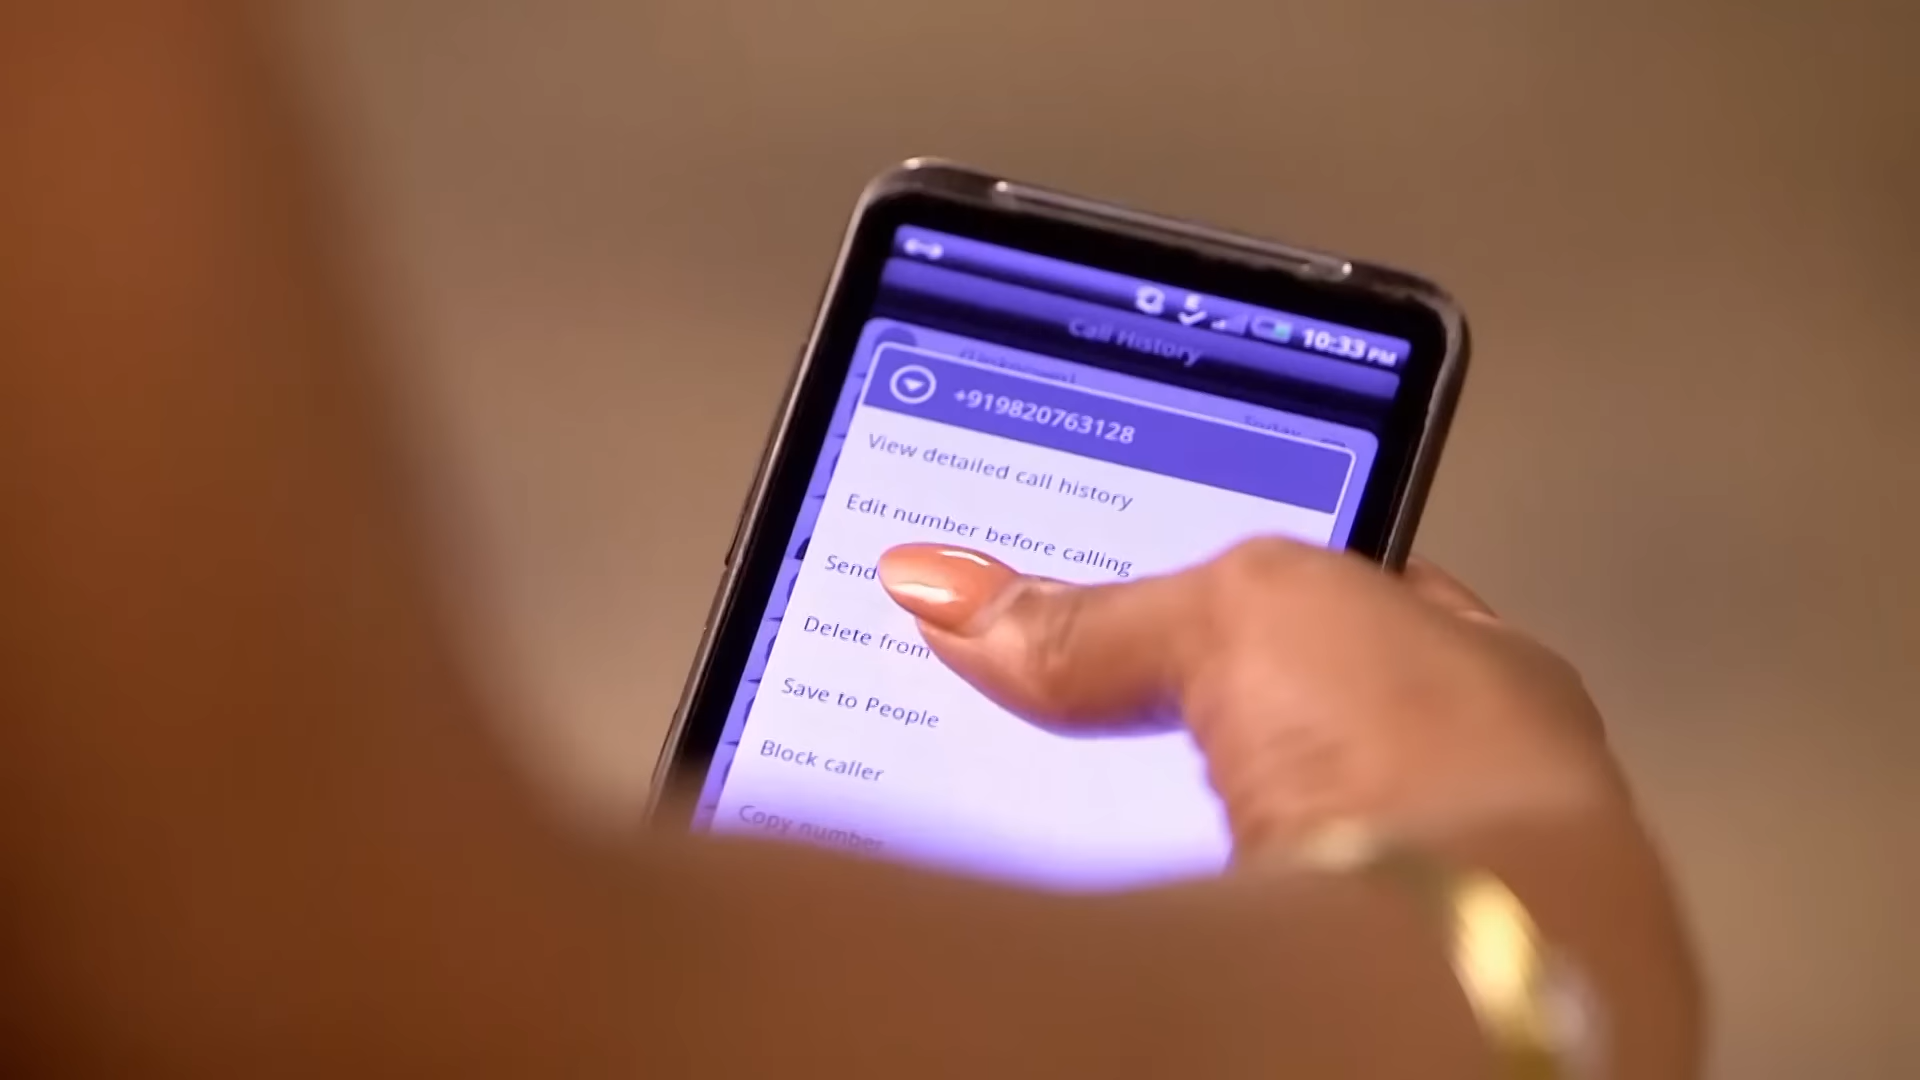 10:33 PM
Call History
Today
+919820763128
View detailed call history
Edit number before calling
Send
Delete from
Save to People
Block caller
Copy number